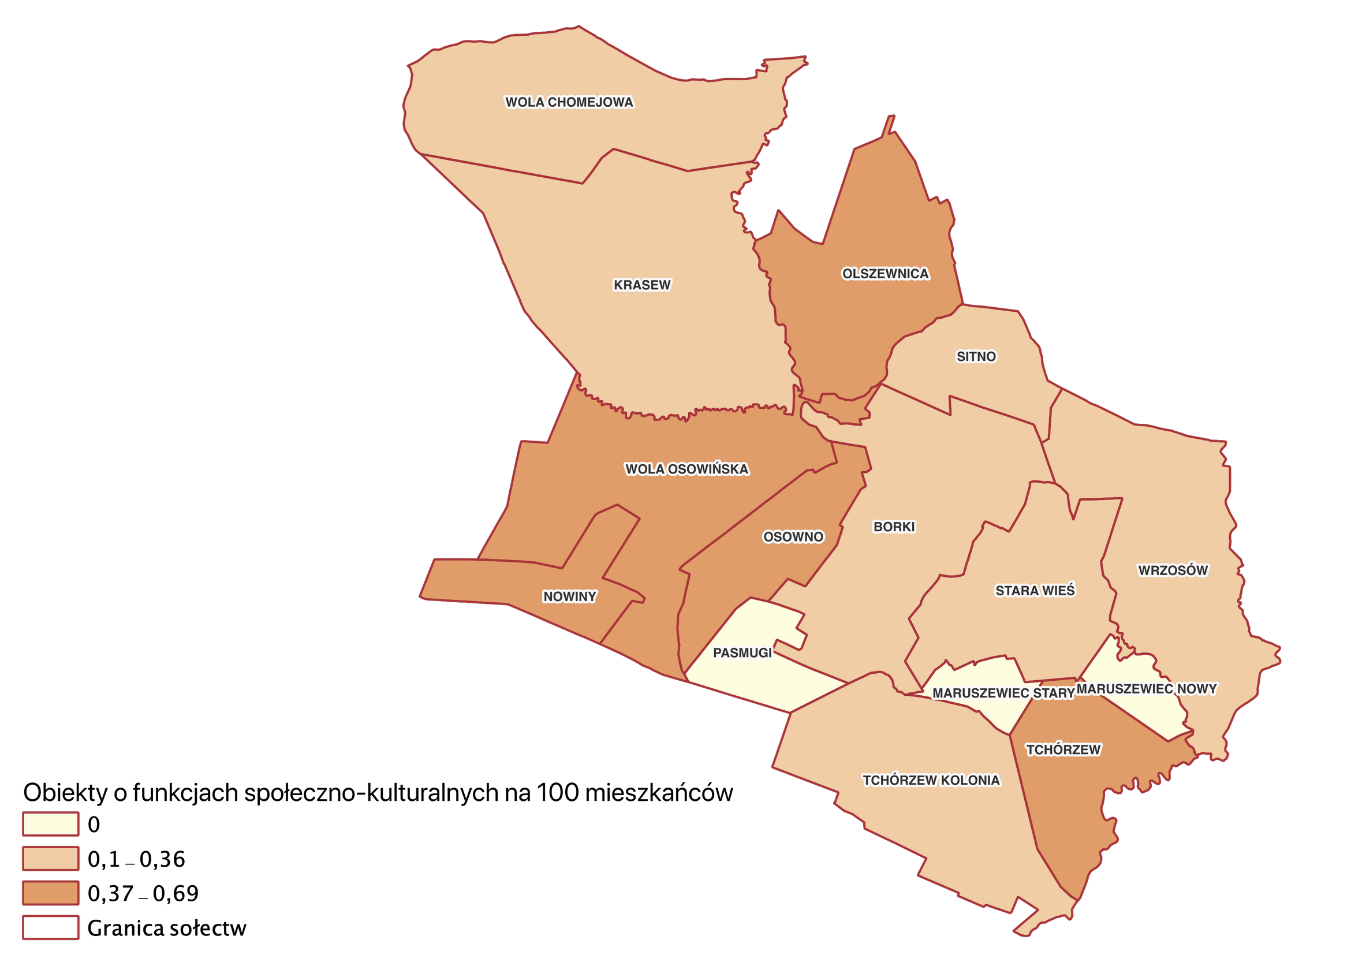 WOLA CHOMEJOWA
OLSZEWNICA
KRASEW
SITNO
WOLA OSOWIŃSKA
BORKI
OSOWNO
WRZOSÓW
STARA WIEŚ
NOWINY
PASMUGI
MARUSZEWIEC STARY
MARUSZEWIEC NOWY
TCHÓRZEW
TCHÓRZEW KOLONIA
Obiekty o funkcjach społeczno-kulturalnych na 100 mieszkańców
0
0,1 – 0,36
0,37 – 0,69
Granica sołectw